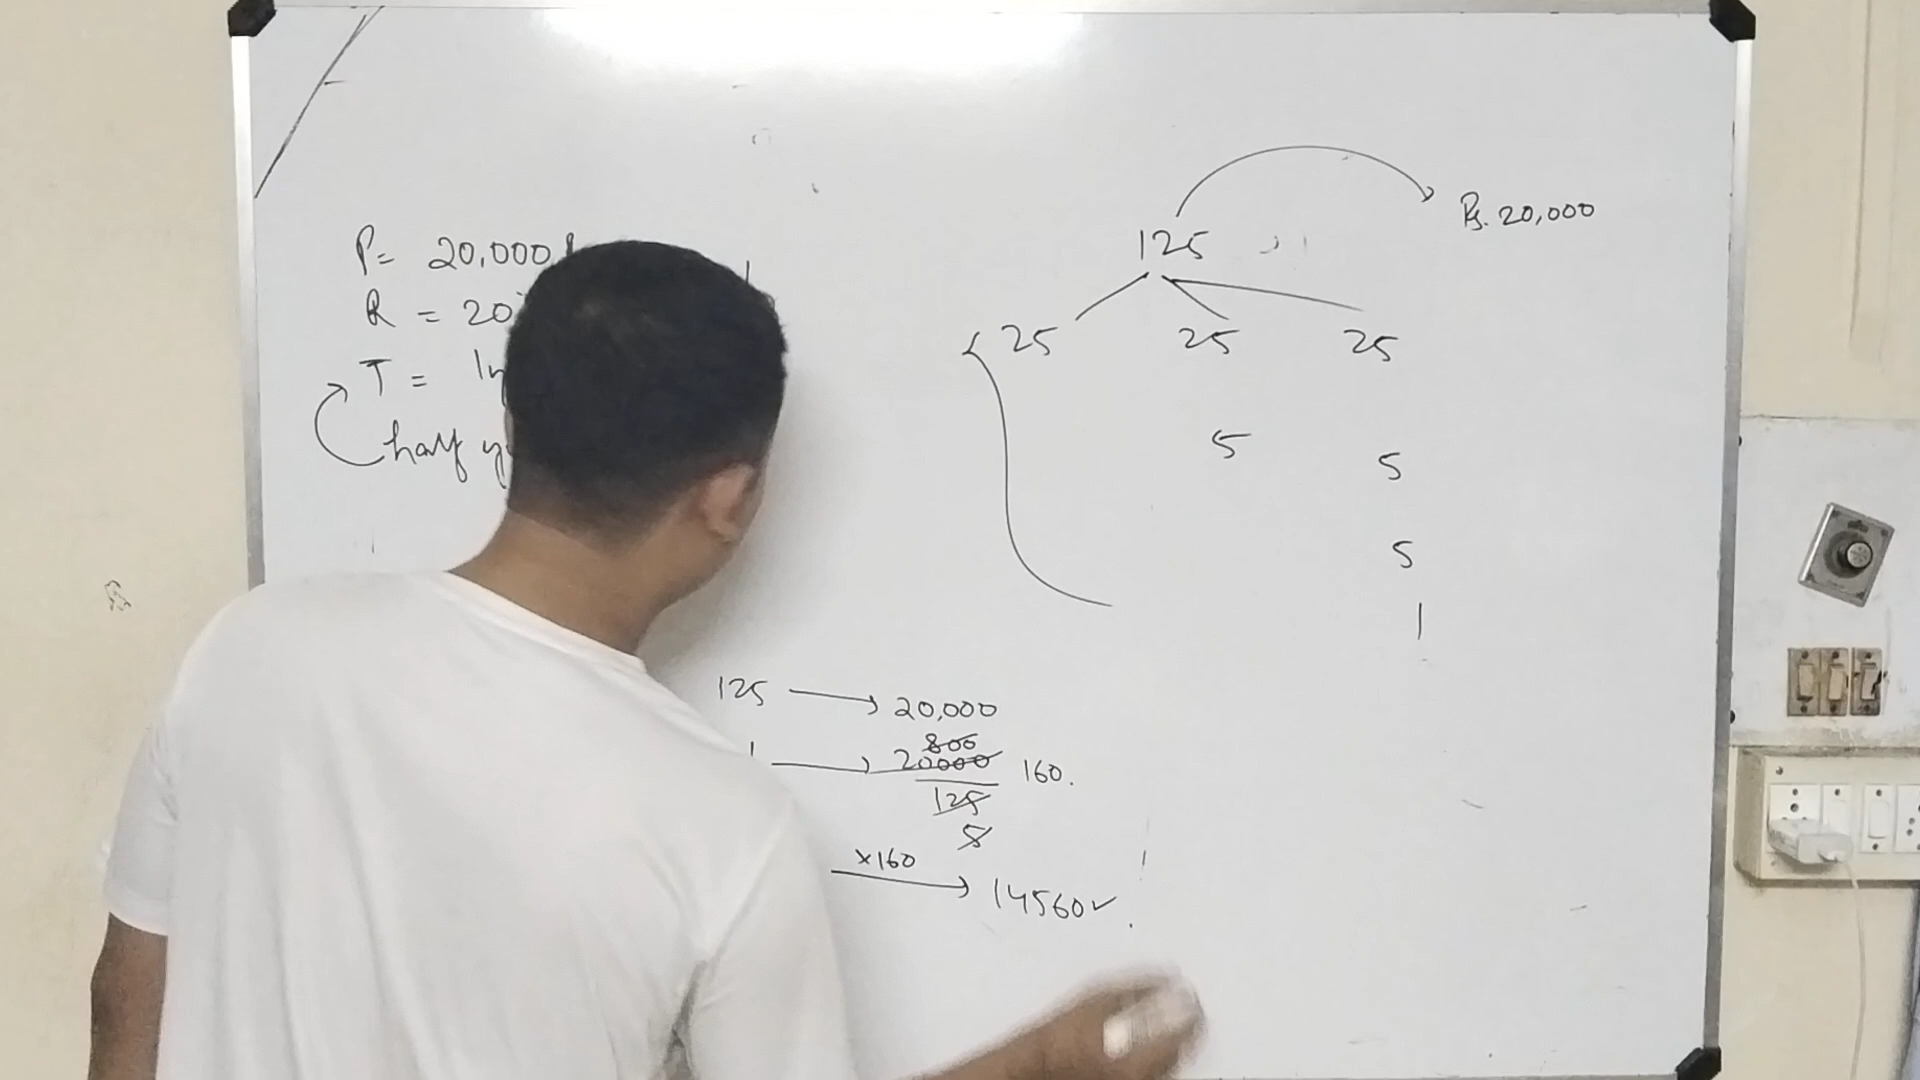 P= 20,000
R = 20
T =
half
Rs. 20,000
125
25 25 25
5 5
5
1
125 → 20,000
800
1 → 20000 160.
125
5
×160
→ 14560✓.